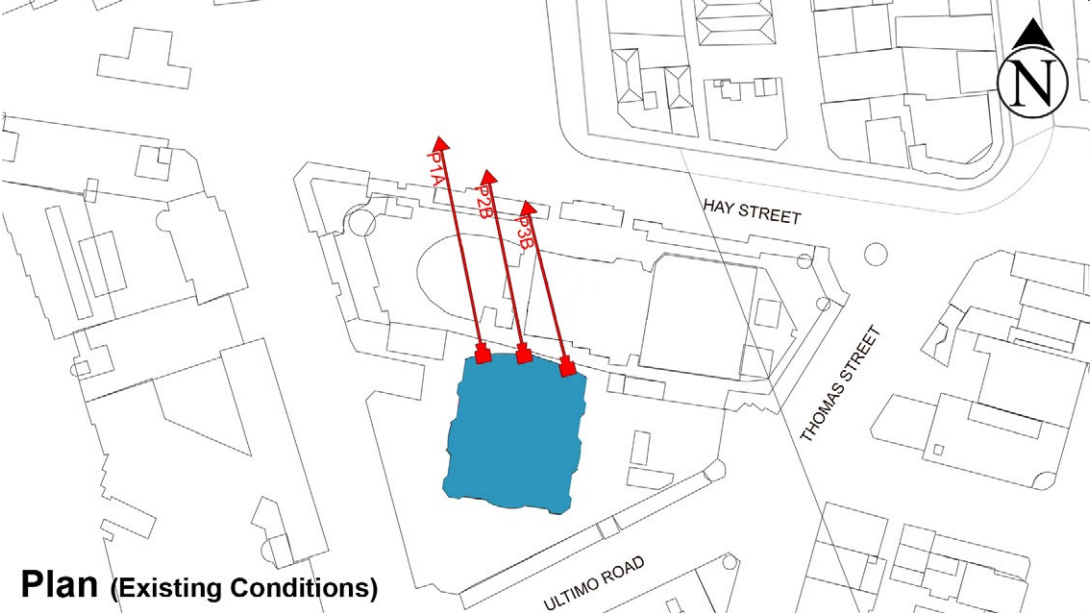 N
P1A
P2B
P3B
HAY STREET
THOMAS STREET
ULTIMO ROAD
Plan (Existing Conditions)